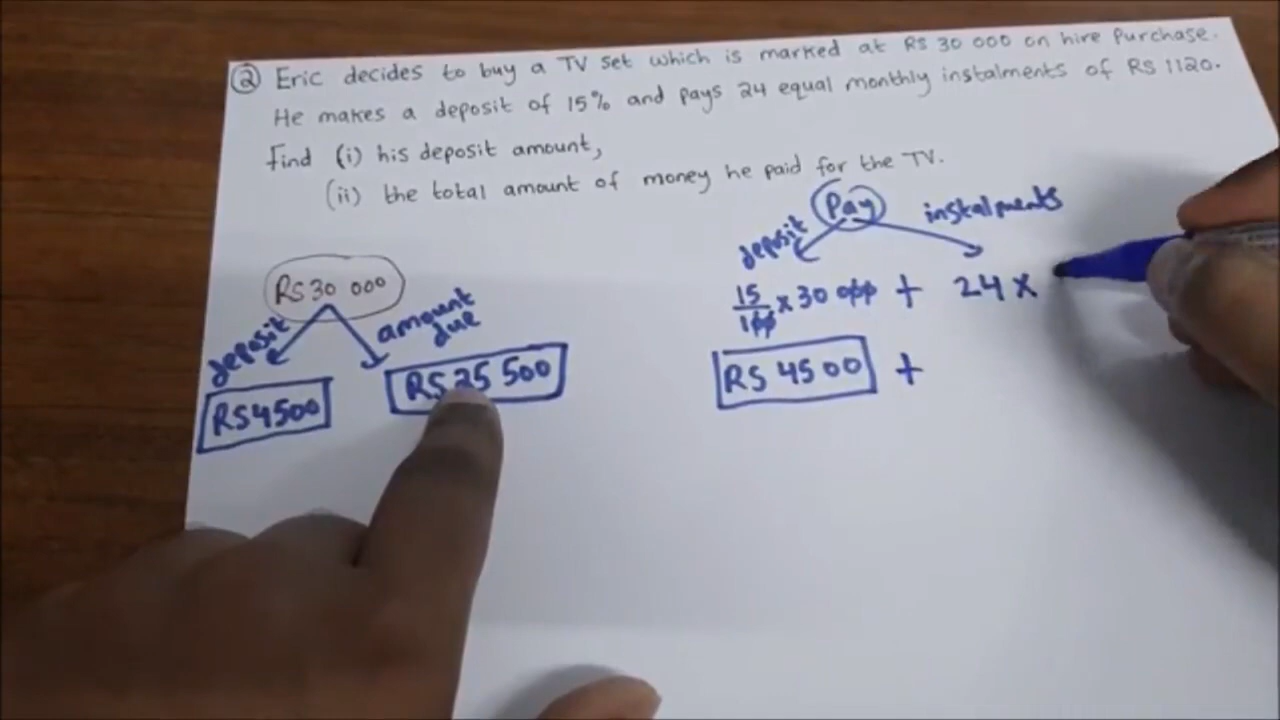 ② Eric decides to buy a TV set which is marked at RS 30 000 on hire purchase.
He makes a deposit of 15% and pays 24 equal monthly instalments of RS 1120.
Find (i) his deposit amount,
(ii) the total amount of money he paid for the TV.
Pay
deposit
instalments
15/100 x 30 000 + 24 x
RS 4500 +
RS 30 000
deposit
amount due
RS4500
RS 25 500